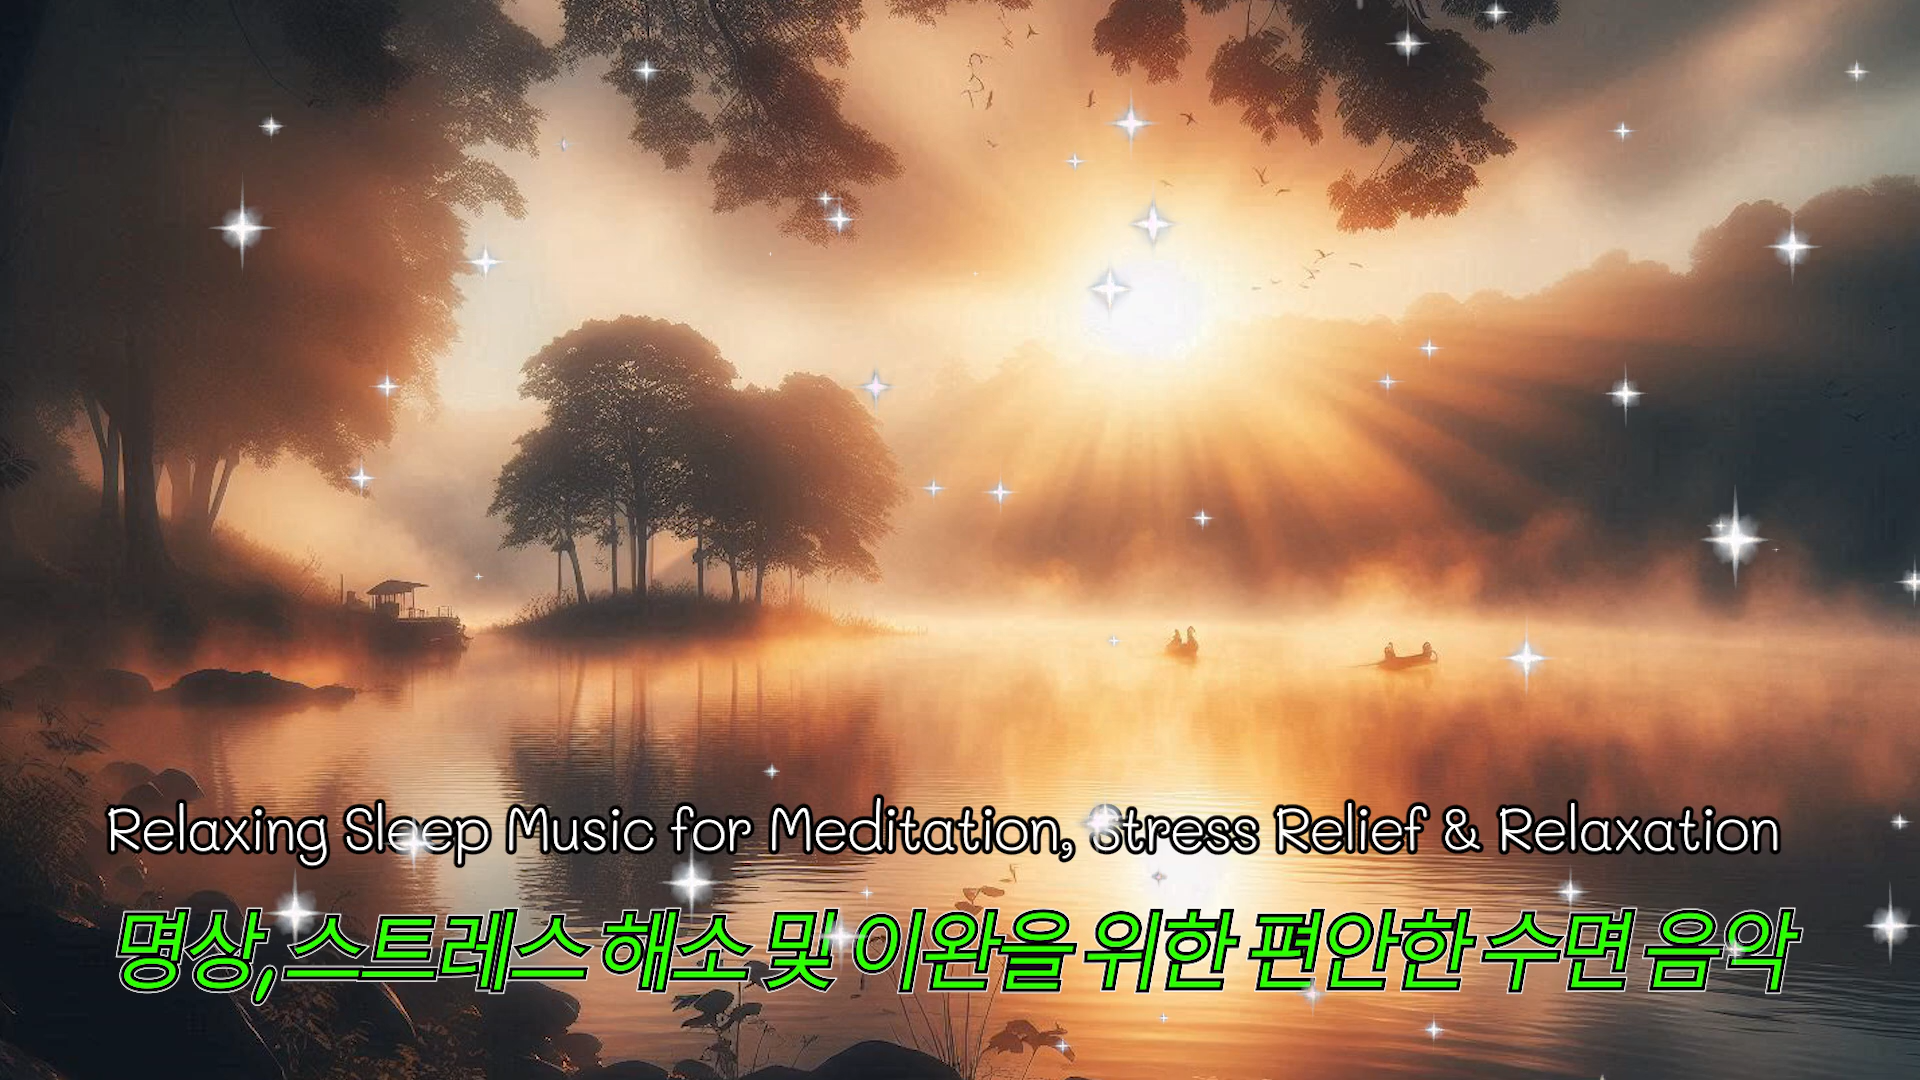 Relaxing Sleep Music for Meditation, Stress Relief & Relaxation
명상,스트레스 해소 및 이완을 위한 편안한 수면 음악